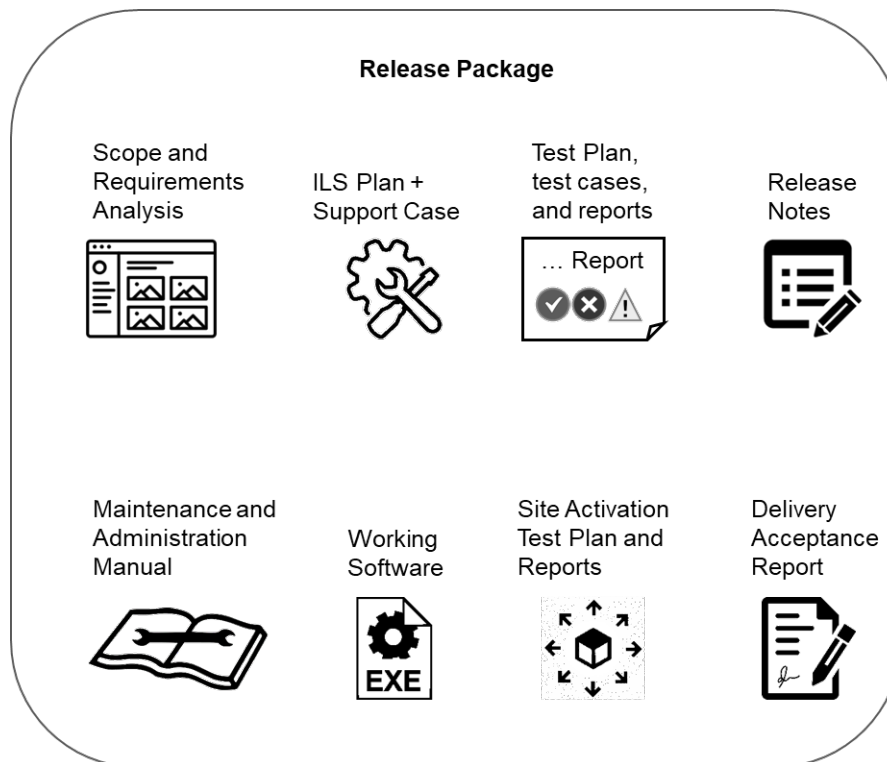 Release Package
Scope and
Requirements
Analysis
ILS Plan +
Support Case
Test Plan,
test cases,
and reports
... Report
!
Release
Notes
Maintenance and
Administration
Manual
Working
Software
EXE
Site Activation
Test Plan and
Reports
Delivery
Acceptance
Report